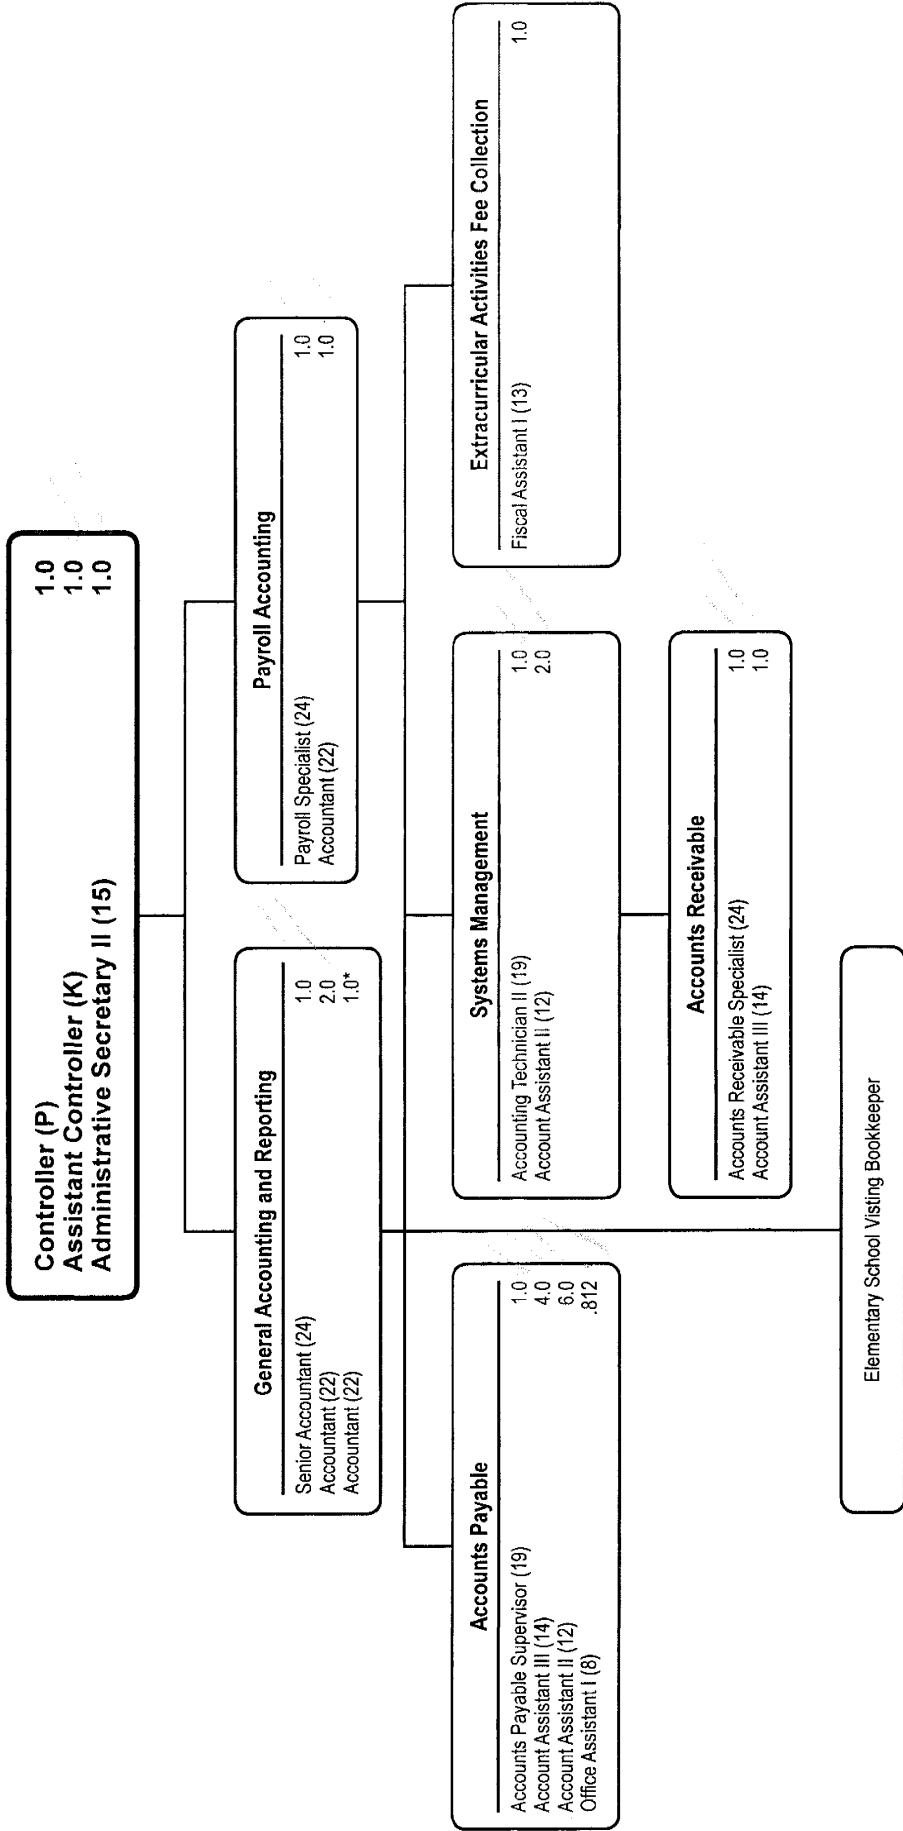 Controller (P) 1.0
Assistant Controller (K) 1.0
Administrative Secretary II (15) 1.0
General Accounting and Reporting
Senior Accountant (24) 1.0
Accountant (22) 2.0
Accountant (22) 1.0*
Payroll Accounting
Payroll Specialist (24) 1.0
Accountant (22) 1.0
Accounts Payable
Accounts Payable Supervisor (19) 1.0
Account Assistant III (14) 4.0
Account Assistant II (12) 6.0
Office Assistant I (8) .812
Systems Management
Accounting Technician II (19) 1.0
Account Assistant II (12) 2.0
Extracurricular Activities Fee Collection
Fiscal Assistant I (13) 1.0
Accounts Receivable
Accounts Receivable Specialist (24) 1.0
Account Assistant III (14) 1.0
Elementary School Visting Bookkeeper